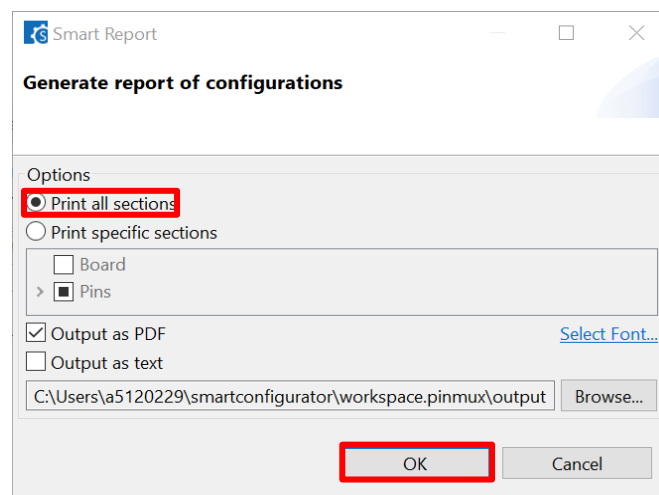 Smart Report
Generate report of configurations
Options
Print all sections
Print specific sections
Board
Pins
Output as PDF
Select Font...
Output as text
C:\Users\a5120229\smartconfigurator\workspace.pinmux\output
Browse...
OK
Cancel